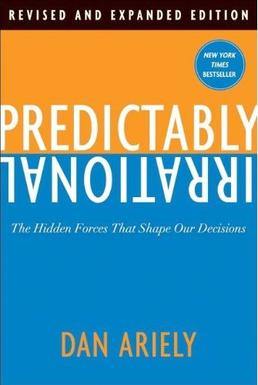 REVISED AND EXPANDED EDITION
NEW YORK
TIMES
BESTSELLER
PREDICTABLY
IRRATIONAL
The Hidden Forces That Shape Our Decisions
DAN ARIELY